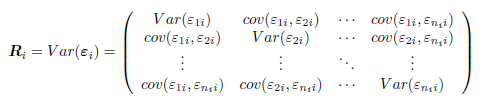 R_i = Var(ε_i) = ( Var(ε_{1i}) cov(ε_{1i}, ε_{2i}) ⋯ cov(ε_{1i}, ε_{n_i i})
cov(ε_{1i}, ε_{2i}) Var(ε_{2i}) ⋯ cov(ε_{2i}, ε_{n_i i})
⋮ ⋮ ⋱ ⋮
cov(ε_{1i}, ε_{n_i i}) cov(ε_{2i}, ε_{n_i i}) ⋯ Var(ε_{n_i i}) )